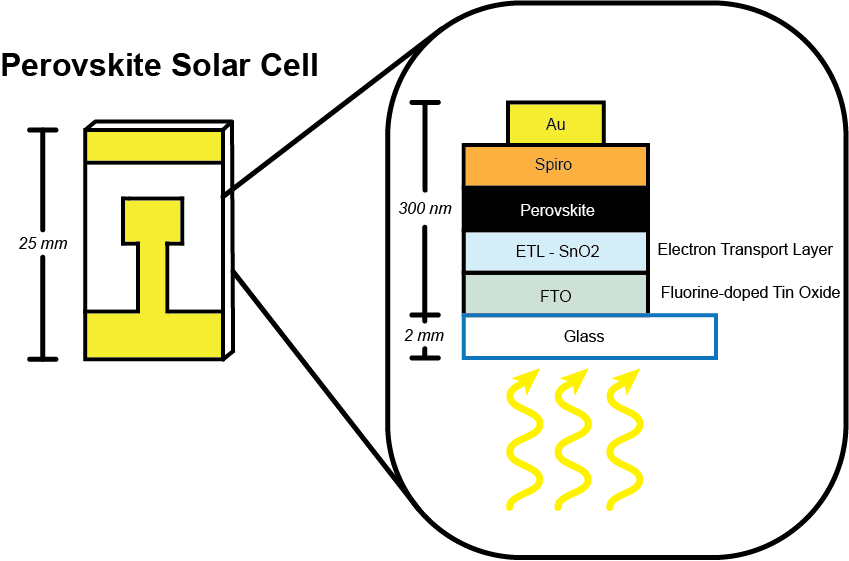 Perovskite Solar Cell
25 mm
300 nm
2 mm
Au
Spiro
Perovskite
ETL - SnO2
Electron Transport Layer
FTO
Fluorine-doped Tin Oxide
Glass